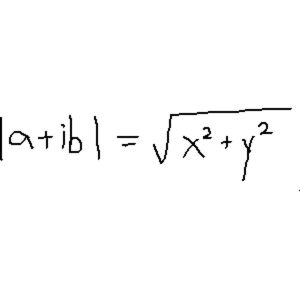 |a+ib| = √(x²+y²)